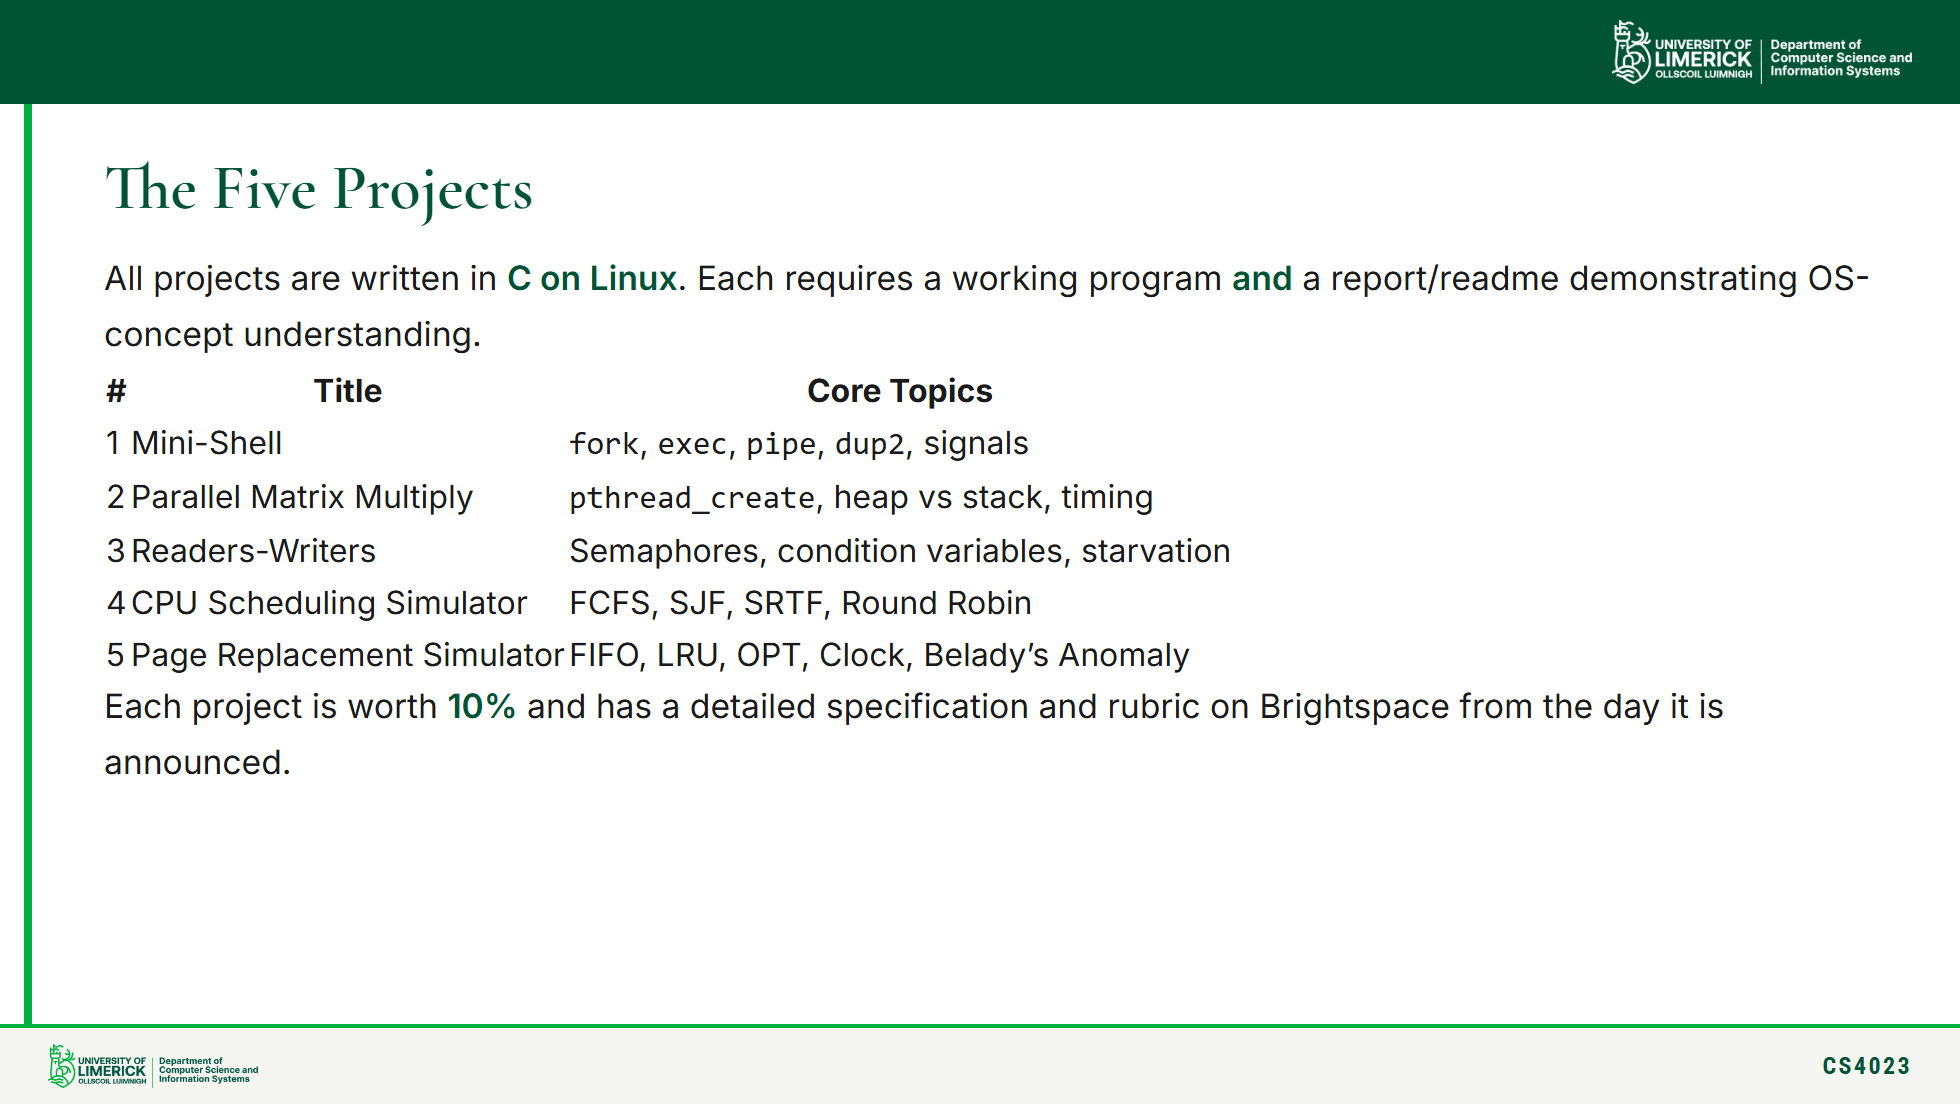 UNIVERSITY OF
LIMERICK
OLLSCOIL LUIMNIGH
Department of
Computer Science and
Information Systems
The Five Projects
All projects are written in C on Linux. Each requires a working program and a report/readme demonstrating OS-
concept understanding.
# Title Core Topics
1 Mini-Shell fork, exec, pipe, dup2, signals
2 Parallel Matrix Multiply pthread_create, heap vs stack, timing
3 Readers-Writers Semaphores, condition variables, starvation
4 CPU Scheduling Simulator FCFS, SJF, SRTF, Round Robin
5 Page Replacement Simulator FIFO, LRU, OPT, Clock, Belady’s Anomaly
Each project is worth 10% and has a detailed specification and rubric on Brightspace from the day it is
announced.
UNIVERSITY OF
LIMERICK
OLLSCOIL LUIMNIGH
Department of
Computer Science and
Information Systems
CS4023